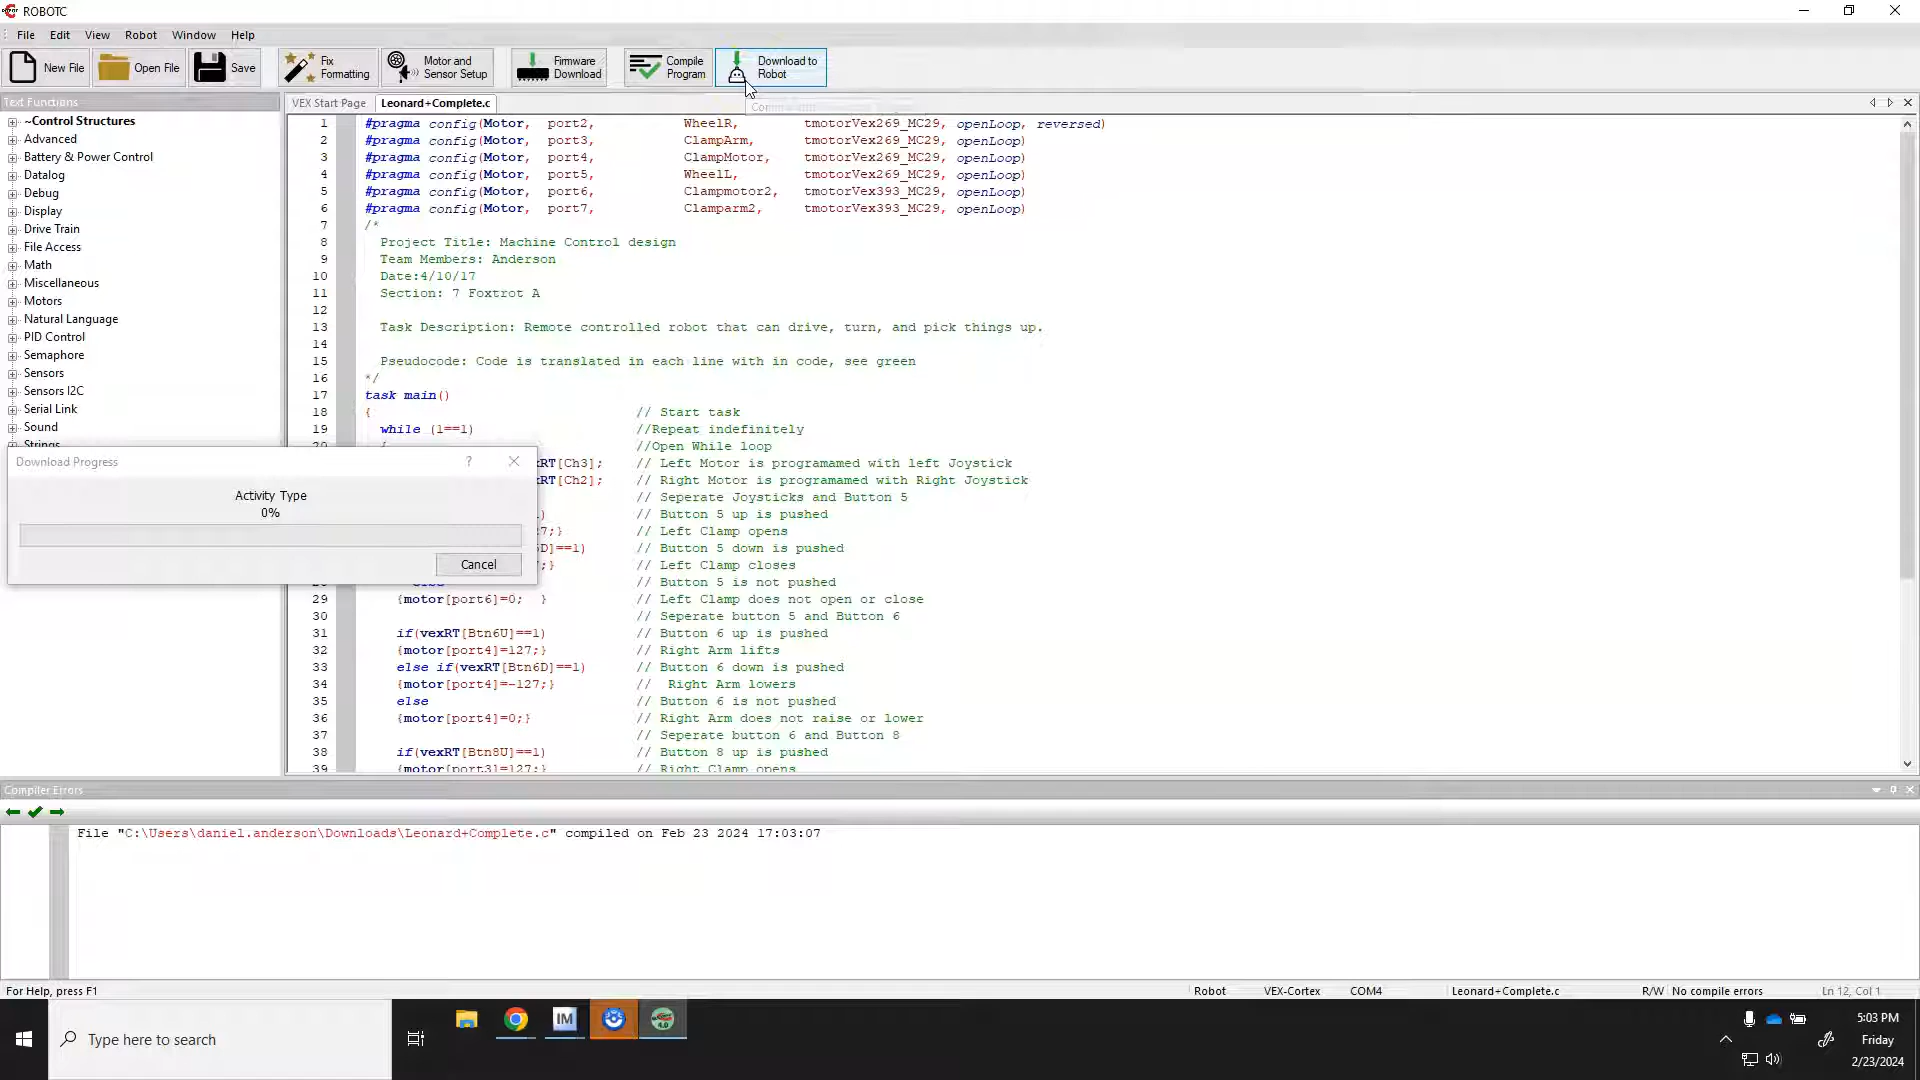 ROBOTC
File Edit View Robot Window Help
New File Open File Save Fix Formatting Motor and Sensor Setup Firmware Download Compile Program Download to Robot
Text Functions
~Control Structures
Advanced
Battery & Power Control
Datalog
Debug
Display
Drive Train
File Access
Math
Miscellaneous
Motors
Natural Language
PID Control
Semaphore
Sensors
Sensors I2C
Serial Link
Sound
Strings
VEX Start Page Leonard+Complete.c
1 #pragma config(Motor, port2, WheelR, tmotorVex269_MC29, openLoop, reversed)
2 #pragma config(Motor, port3, ClampArm, tmotorVex269_MC29, openLoop)
3 #pragma config(Motor, port4, ClampMotor, tmotorVex269_MC29, openLoop)
4 #pragma config(Motor, port5, WheelL, tmotorVex269_MC29, openLoop)
5 #pragma config(Motor, port6, Clampmotor2, tmotorVex393_MC29, openLoop)
6 #pragma config(Motor, port7, Clamparm2, tmotorVex393_MC29, openLoop)
7 /*
8 Project Title: Machine Control design
9 Team Members: Anderson
10 Date:4/10/17
11 Section: 7 Foxtrot A
12
13 Task Description: Remote controlled robot that can drive, turn, and pick things up.
14
15 Pseudocode: Code is translated in each line with in code, see green
16 */
17 task main()
18 { // Start task
19 while (1==1) //Repeat indefinitely
20 { //Open While loop
RT[Ch3]; // Left Motor is programamed with left Joystick
RT[Ch2]; // Right Motor is programamed with Right Joystick
// Seperate Joysticks and Button 5
) // Button 5 up is pushed
7;} // Left Clamp opens
D]==1) // Button 5 down is pushed
;} // Left Clamp closes
// Button 5 is not pushed
29 {motor[port6]=0; } // Left Clamp does not open or close
30 // Seperate button 5 and Button 6
31 if(vexRT[Btn6U]==1) // Button 6 up is pushed
32 {motor[port4]=127;} // Right Arm lifts
33 else if(vexRT[Btn6D]==1) // Button 6 down is pushed
34 {motor[port4]=-127;} // Right Arm lowers
35 else // Button 6 is not pushed
36 {motor[port4]=0;} // Right Arm does not raise or lower
37 // Seperate button 6 and Button 8
38 if(vexRT[Btn8U]==1) // Button 8 up is pushed
39 {motor[port3]=127;} // Right Clamp opens
Download Progress ?
Activity Type
0%
Cancel
Compiler Errors
File "C:\Users\daniel.anderson\Downloads\Leonard+Complete.c" compiled on Feb 23 2024 17:03:07
For Help, press F1 Robot VEX-Cortex COM4 Leonard+Complete.c R/W No compile errors Ln 12, Col 1
Type here to search
IM
4.0
5:03 PM
Friday
2/23/2024